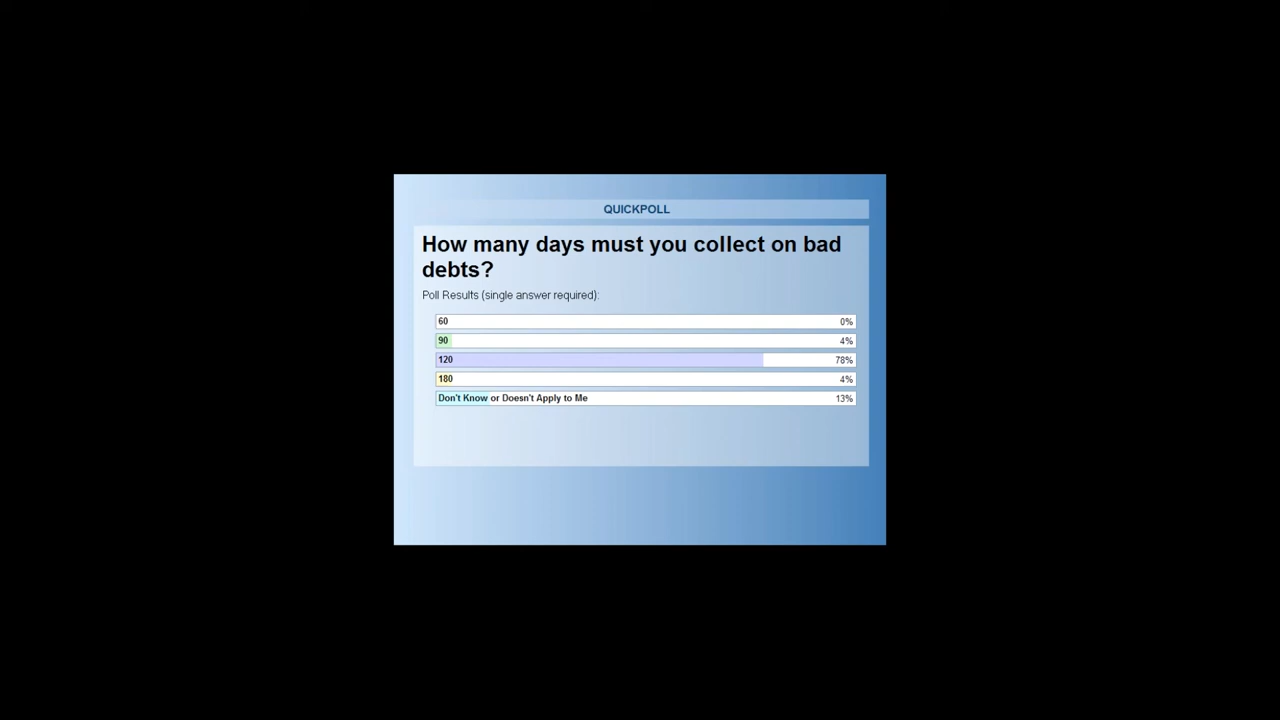 QUICKPOLL
How many days must you collect on bad
debts?
Poll Results (single answer required):
60 0%
90 4%
120 78%
180 4%
Don't Know or Doesn't Apply to Me 13%